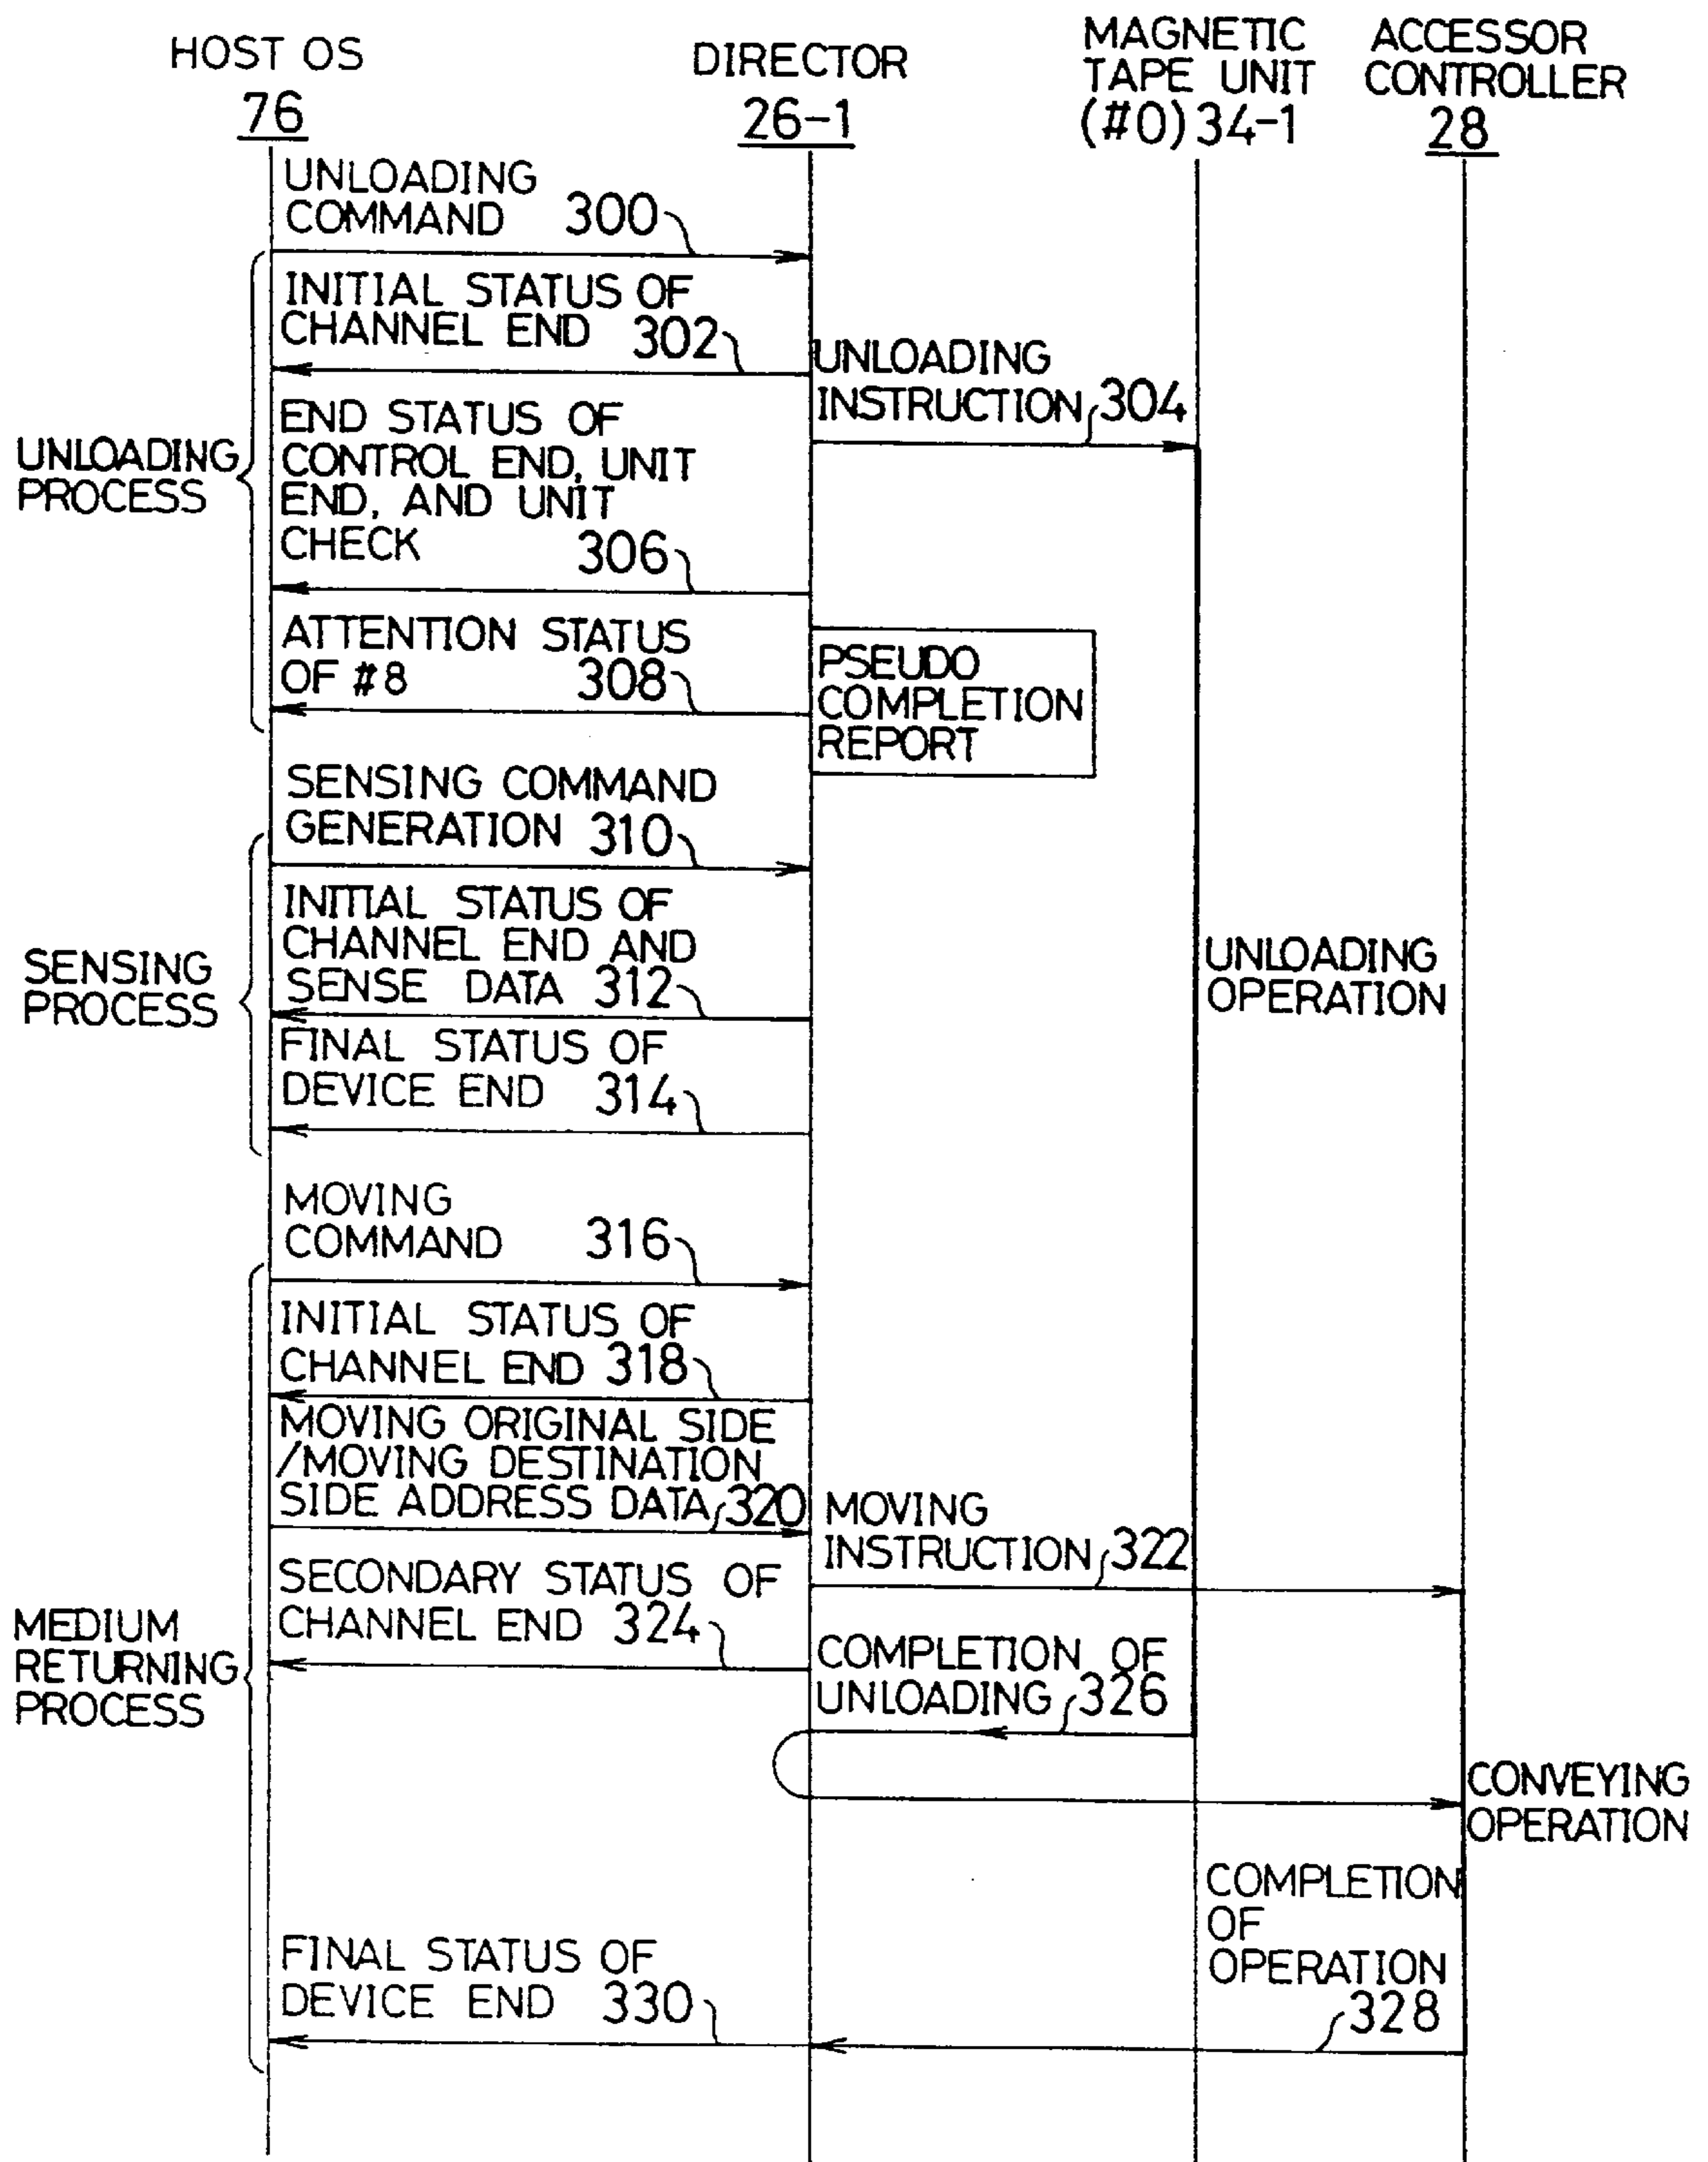 HOST OS
76
DIRECTOR
26-1
MAGNETIC
TAPE UNIT
(#0)34-1
ACCESSOR
CONTROLLER
28
UNLOADING
COMMAND 300
INITIAL STATUS OF
CHANNEL END 302
UNLOADING
INSTRUCTION 304
END STATUS OF
CONTROL END, UNIT
END, AND UNIT
CHECK 306
UNLOADING
PROCESS
ATTENTION STATUS
OF #8 308
PSEUDO
COMPLETION
REPORT
SENSING COMMAND
GENERATION 310
INITIAL STATUS OF
CHANNEL END AND
SENSE DATA 312
SENSING
PROCESS
UNLOADING
OPERATION
FINAL STATUS OF
DEVICE END 314
MOVING
COMMAND 316
INITIAL STATUS OF
CHANNEL END 318
MOVING ORIGINAL SIDE
/MOVING DESTINATION
SIDE ADDRESS DATA 320
MOVING
INSTRUCTION 322
SECONDARY STATUS OF
CHANNEL END 324
MEDIUM
RETURNING
PROCESS
COMPLETION OF
UNLOADING 326
CONVEYING
OPERATION
COMPLETION
OF
OPERATION
328
FINAL STATUS OF
DEVICE END 330